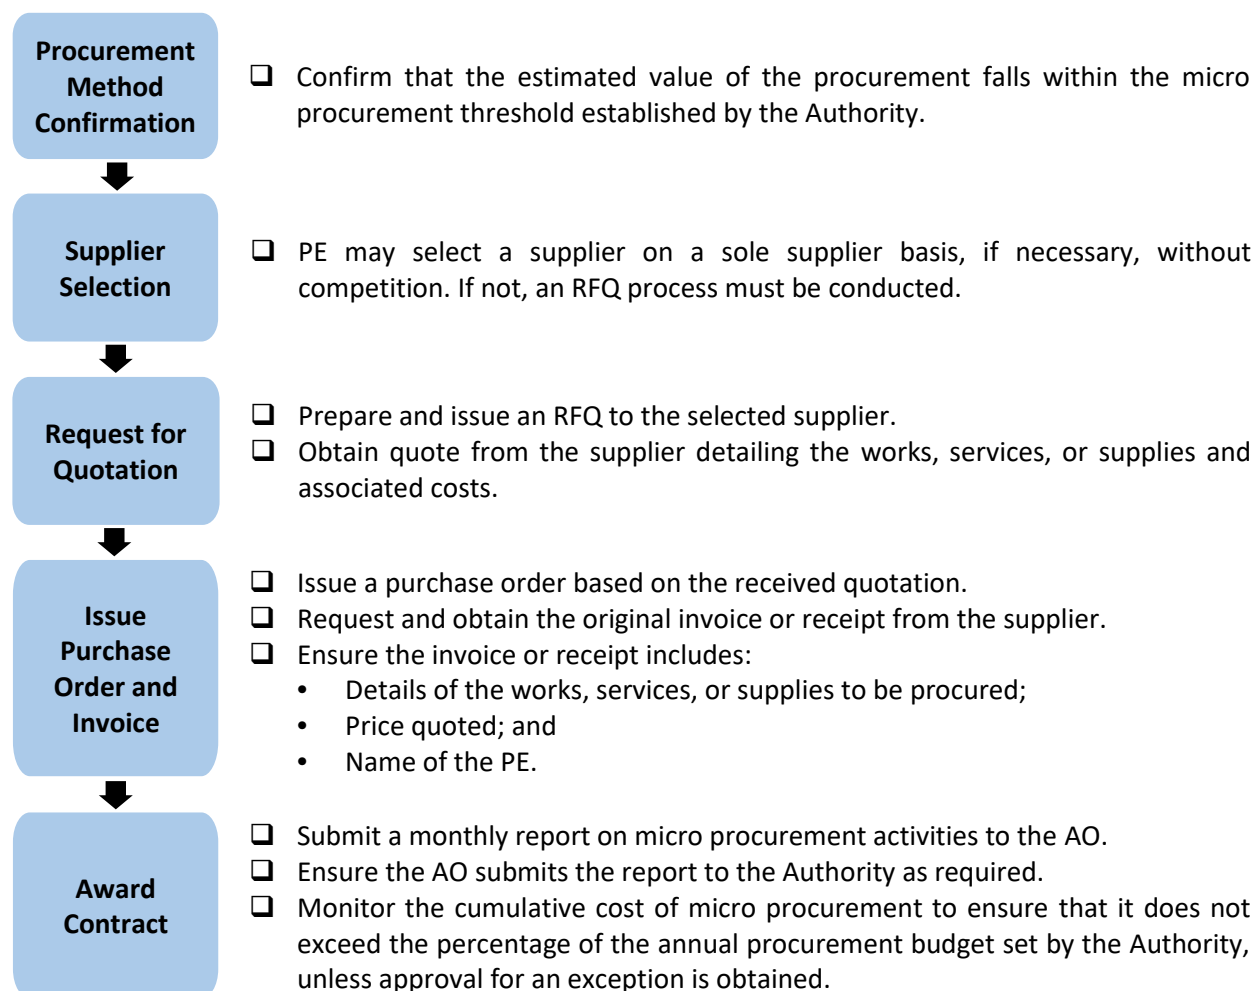 Procurement
Method
Confirmation
❑ Confirm that the estimated value of the procurement falls within the micro
procurement threshold established by the Authority.
Supplier
Selection
❑ PE may select a supplier on a sole supplier basis, if necessary, without
competition. If not, an RFQ process must be conducted.
Request for
Quotation
❑ Prepare and issue an RFQ to the selected supplier.
❑ Obtain quote from the supplier detailing the works, services, or supplies and
associated costs.
Issue
Purchase
Order and
Invoice
❑ Issue a purchase order based on the received quotation.
❑ Request and obtain the original invoice or receipt from the supplier.
❑ Ensure the invoice or receipt includes:
• Details of the works, services, or supplies to be procured;
• Price quoted; and
• Name of the PE.
Award
Contract
❑ Submit a monthly report on micro procurement activities to the AO.
❑ Ensure the AO submits the report to the Authority as required.
❑ Monitor the cumulative cost of micro procurement to ensure that it does not
exceed the percentage of the annual procurement budget set by the Authority,
unless approval for an exception is obtained.